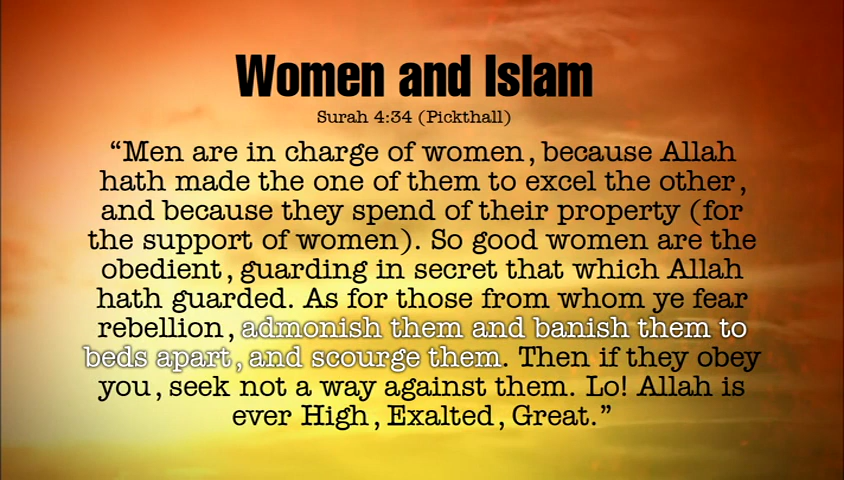 Women and Islam
Surah 4:34 (Pickthall)
“Men are in charge of women, because Allah
hath made the one of them to excel the other,
and because they spend of their property (for
the support of women). So good women are the
obedient, guarding in secret that which Allah
hath guarded. As for those from whom ye fear
rebellion, admonish them and banish them to
beds apart, and scourge them. Then if they obey
you, seek not a way against them. Lo! Allah is
ever High, Exalted, Great.”